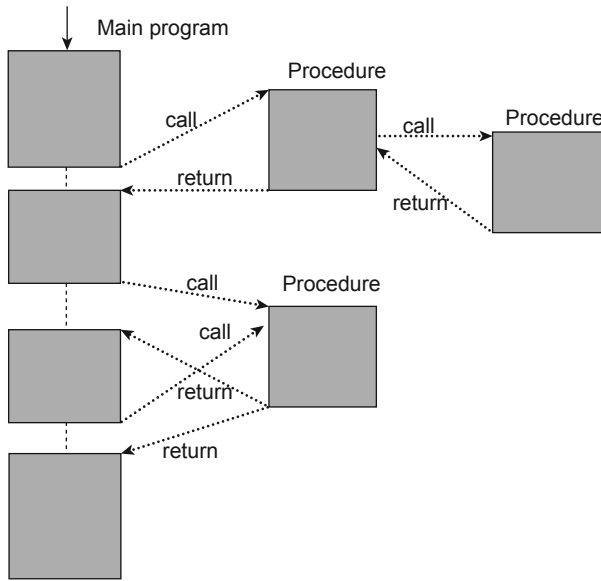 Main program
Procedure
Procedure
call
call
return
return
Procedure
call
call
return
return